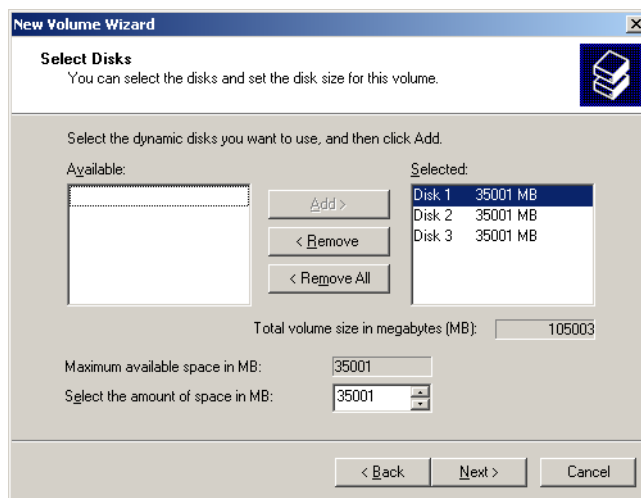 New Volume Wizard
Select Disks
You can select the disks and set the disk size for this volume.
Select the dynamic disks you want to use, and then click Add.
Available:
Selected:
Add >
< Remove
< Remove All
Disk 1 35001 MB
Disk 2 35001 MB
Disk 3 35001 MB
Total volume size in megabytes (MB): 105003
Maximum available space in MB: 35001
Select the amount of space in MB: 35001
< Back
Next >
Cancel